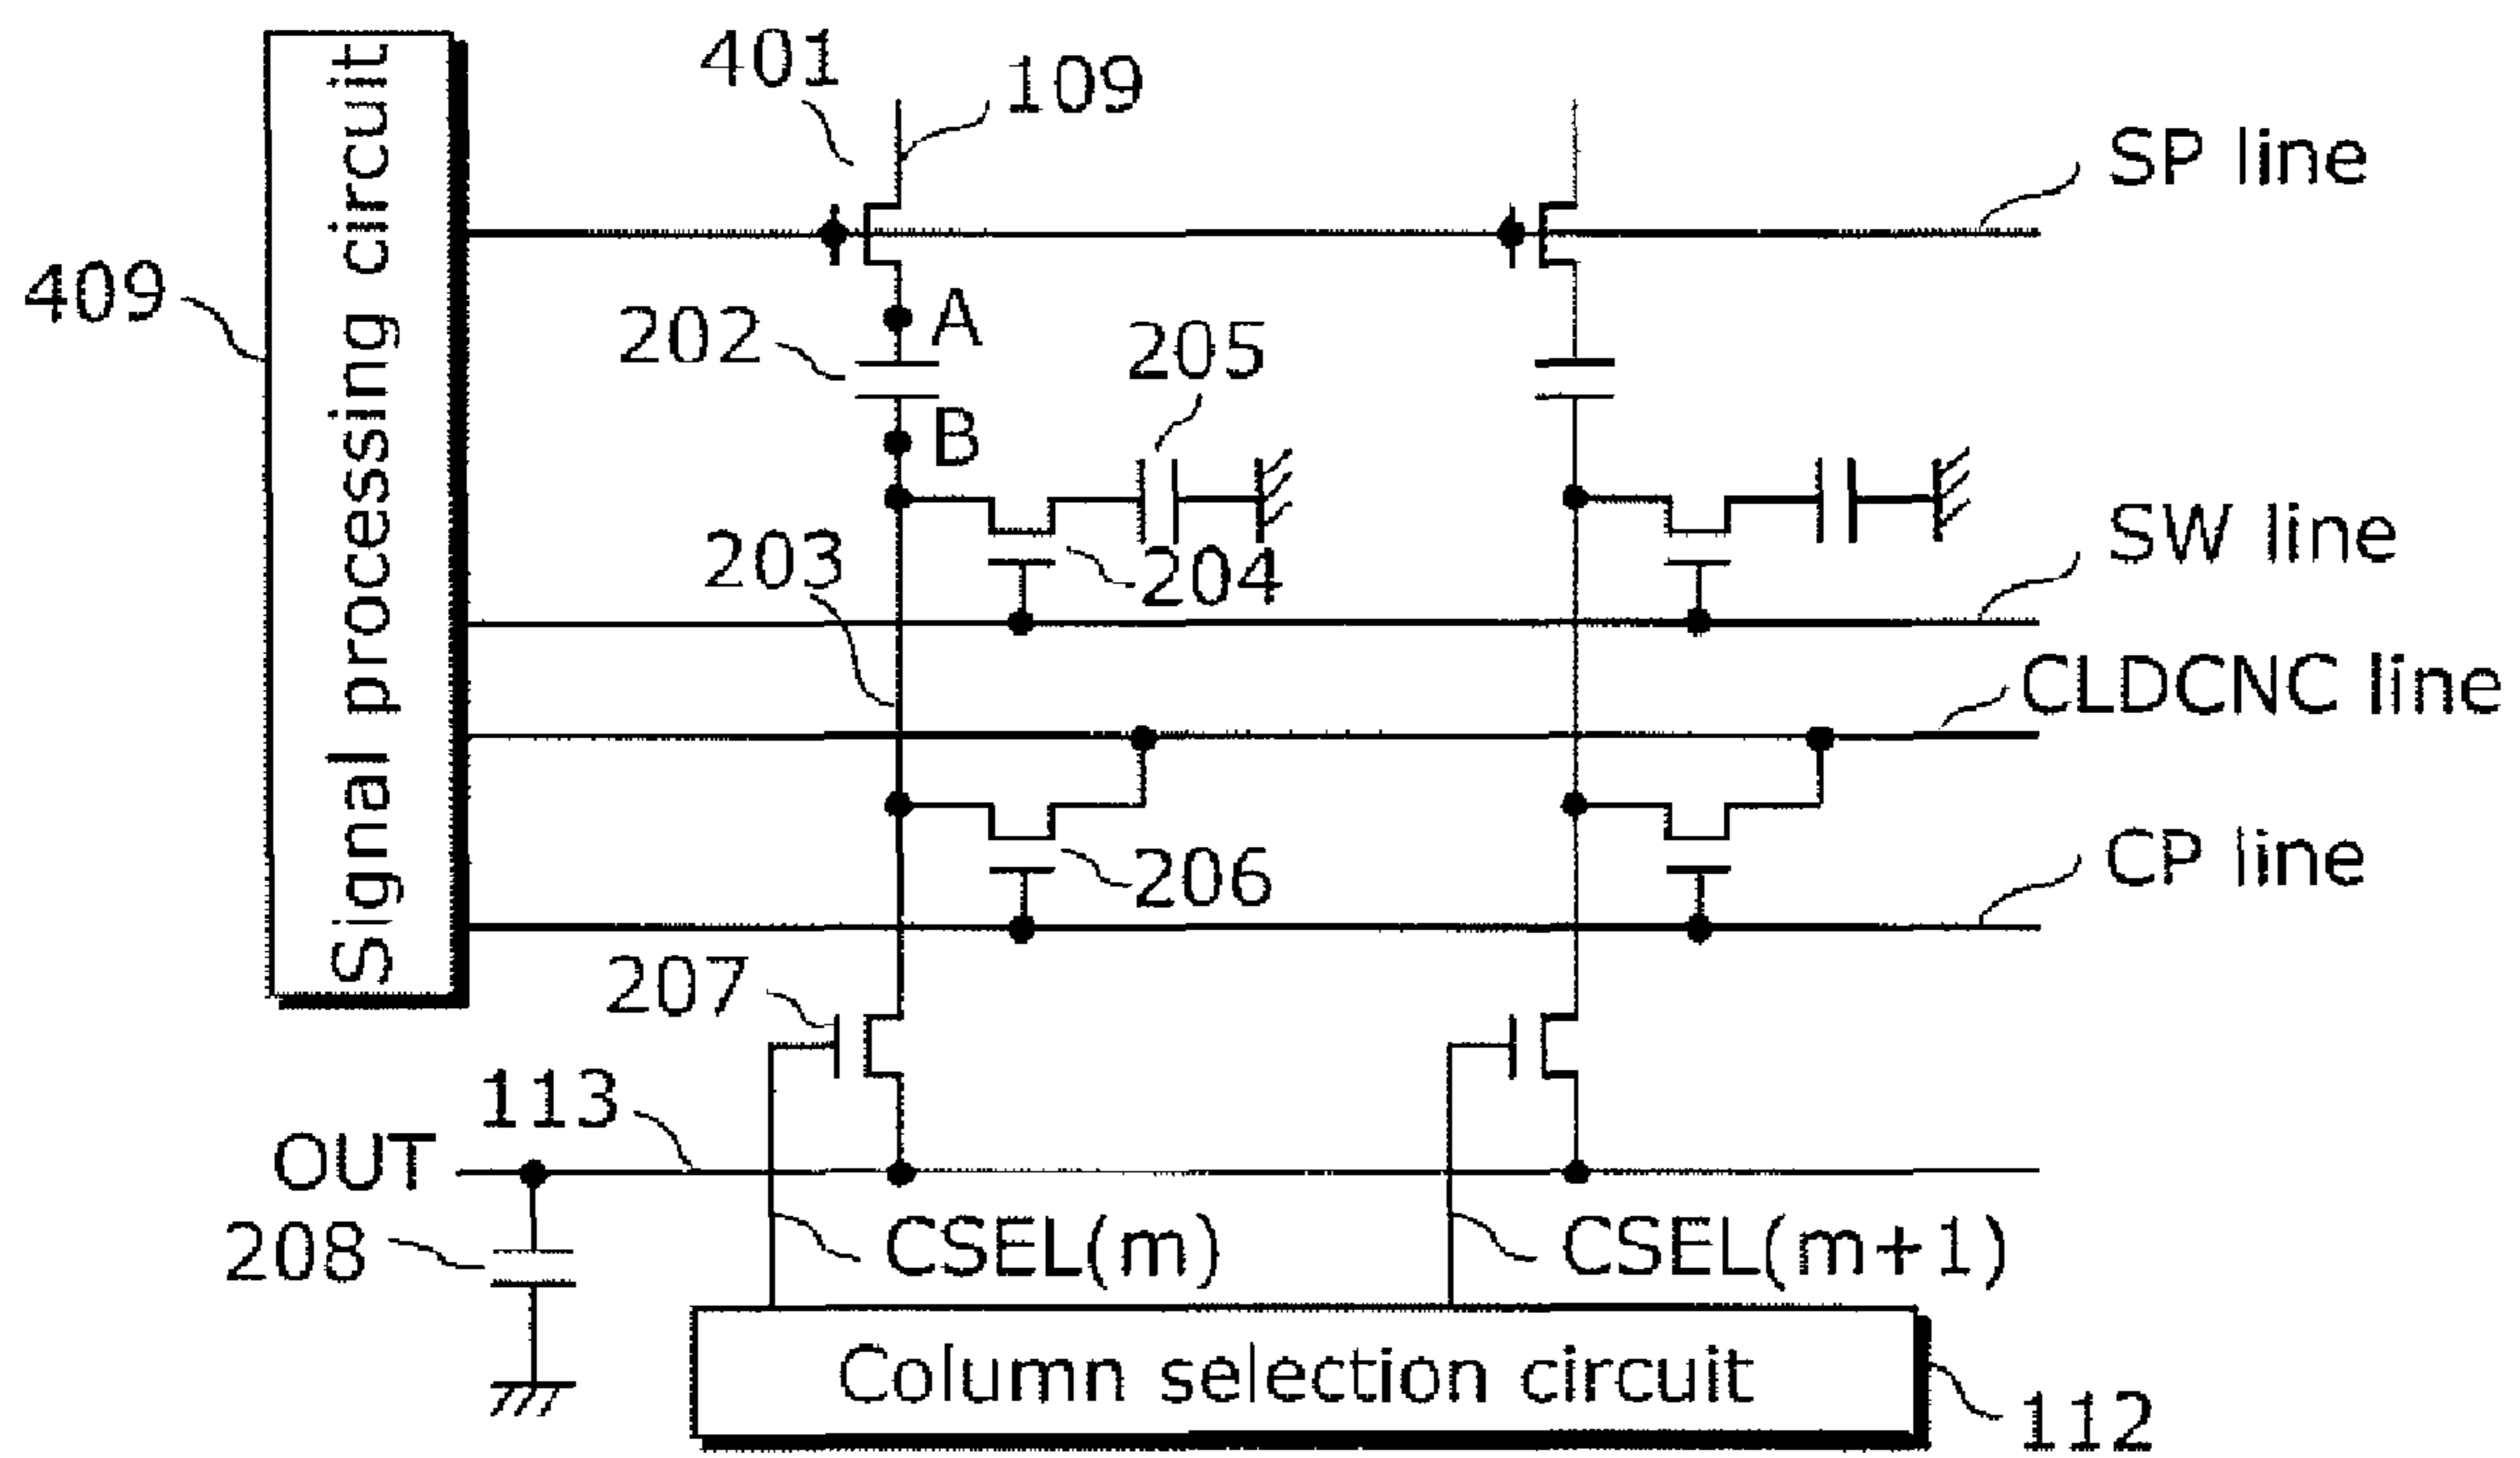 401
109
SP line
Signal processing circuit
409
202
A
205
B
203
204
SW line
CLDCNC line
206
CP line
207
113
OUT
208
CSEL(m)
CSEL(m+1)
Column selection circuit
112